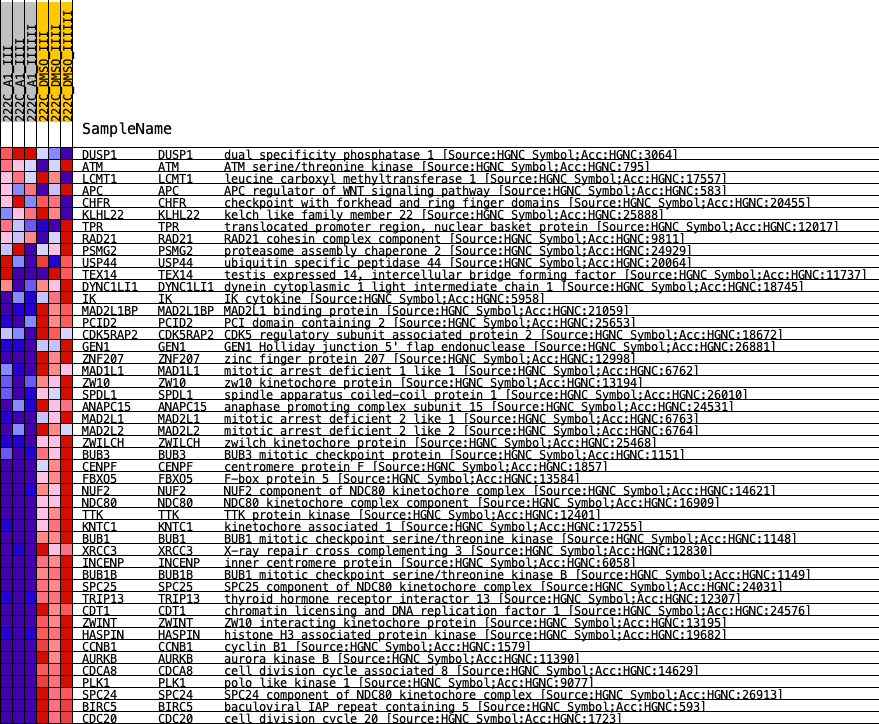 222C_A1_III
222C_A1_IIII
222C_A1_IIIIII
222C_DMSO_III
222C_DMSO_IIII
222C_DMSO_IIIIII
SampleName
DUSP1 DUSP1 dual specificity phosphatase 1 [Source:HGNC Symbol;Acc:HGNC:3064]
ATM ATM ATM serine/threonine kinase [Source:HGNC Symbol;Acc:HGNC:795]
LCMT1 LCMT1 leucine carboxyl methyltransferase 1 [Source:HGNC Symbol;Acc:HGNC:17557]
APC APC APC regulator of WNT signaling pathway [Source:HGNC Symbol;Acc:HGNC:583]
CHFR CHFR checkpoint with forkhead and ring finger domains [Source:HGNC Symbol;Acc:HGNC:20455]
KLHL22 KLHL22 kelch like family member 22 [Source:HGNC Symbol;Acc:HGNC:25888]
TPR TPR translocated promoter region, nuclear basket protein [Source:HGNC Symbol;Acc:HGNC:12017]
RAD21 RAD21 RAD21 cohesin complex component [Source:HGNC Symbol;Acc:HGNC:9811]
PSMG2 PSMG2 proteasome assembly chaperone 2 [Source:HGNC Symbol;Acc:HGNC:24929]
USP44 USP44 ubiquitin specific peptidase 44 [Source:HGNC Symbol;Acc:HGNC:20064]
TEX14 TEX14 testis expressed 14, intercellular bridge forming factor [Source:HGNC Symbol;Acc:HGNC:11737]
DYNC1LI1 DYNC1LI1 dynein cytoplasmic 1 light intermediate chain 1 [Source:HGNC Symbol;Acc:HGNC:18745]
IK IK IK cytokine [Source:HGNC Symbol;Acc:HGNC:5958]
MAD2L1BP MAD2L1BP MAD2L1 binding protein [Source:HGNC Symbol;Acc:HGNC:21059]
PCID2 PCID2 PCI domain containing 2 [Source:HGNC Symbol;Acc:HGNC:25653]
CDK5RAP2 CDK5RAP2 CDK5 regulatory subunit associated protein 2 [Source:HGNC Symbol;Acc:HGNC:18672]
GEN1 GEN1 GEN1 Holliday junction 5' flap endonuclease [Source:HGNC Symbol;Acc:HGNC:26881]
ZNF207 ZNF207 zinc finger protein 207 [Source:HGNC Symbol;Acc:HGNC:12998]
MAD1L1 MAD1L1 mitotic arrest deficient 1 like 1 [Source:HGNC Symbol;Acc:HGNC:6762]
ZW10 ZW10 zw10 kinetochore protein [Source:HGNC Symbol;Acc:HGNC:13194]
SPDL1 SPDL1 spindle apparatus coiled-coil protein 1 [Source:HGNC Symbol;Acc:HGNC:26010]
ANAPC15 ANAPC15 anaphase promoting complex subunit 15 [Source:HGNC Symbol;Acc:HGNC:24531]
MAD2L1 MAD2L1 mitotic arrest deficient 2 like 1 [Source:HGNC Symbol;Acc:HGNC:6763]
MAD2L2 MAD2L2 mitotic arrest deficient 2 like 2 [Source:HGNC Symbol;Acc:HGNC:6764]
ZWILCH ZWILCH zwilch kinetochore protein [Source:HGNC Symbol;Acc:HGNC:25468]
BUB3 BUB3 BUB3 mitotic checkpoint protein [Source:HGNC Symbol;Acc:HGNC:1151]
CENPF CENPF centromere protein F [Source:HGNC Symbol;Acc:HGNC:1857]
FBXO5 FBXO5 F-box protein 5 [Source:HGNC Symbol;Acc:HGNC:13584]
NUF2 NUF2 NUF2 component of NDC80 kinetochore complex [Source:HGNC Symbol;Acc:HGNC:14621]
NDC80 NDC80 NDC80 kinetochore complex component [Source:HGNC Symbol;Acc:HGNC:16909]
TTK TTK TTK protein kinase [Source:HGNC Symbol;Acc:HGNC:12401]
KNTC1 KNTC1 kinetochore associated 1 [Source:HGNC Symbol;Acc:HGNC:17255]
BUB1 BUB1 BUB1 mitotic checkpoint serine/threonine kinase [Source:HGNC Symbol;Acc:HGNC:1148]
XRCC3 XRCC3 X-ray repair cross complementing 3 [Source:HGNC Symbol;Acc:HGNC:12830]
INCENP INCENP inner centromere protein [Source:HGNC Symbol;Acc:HGNC:6058]
BUB1B BUB1B BUB1 mitotic checkpoint serine/threonine kinase B [Source:HGNC Symbol;Acc:HGNC:1149]
SPC25 SPC25 SPC25 component of NDC80 kinetochore complex [Source:HGNC Symbol;Acc:HGNC:24031]
TRIP13 TRIP13 thyroid hormone receptor interactor 13 [Source:HGNC Symbol;Acc:HGNC:12307]
CDT1 CDT1 chromatin licensing and DNA replication factor 1 [Source:HGNC Symbol;Acc:HGNC:24576]
ZWINT ZWINT ZW10 interacting kinetochore protein [Source:HGNC Symbol;Acc:HGNC:13195]
HASPIN HASPIN histone H3 associated protein kinase [Source:HGNC Symbol;Acc:HGNC:19682]
CCNB1 CCNB1 cyclin B1 [Source:HGNC Symbol;Acc:HGNC:1579]
AURKB AURKB aurora kinase B [Source:HGNC Symbol;Acc:HGNC:11390]
CDCA8 CDCA8 cell division cycle associated 8 [Source:HGNC Symbol;Acc:HGNC:14629]
PLK1 PLK1 polo like kinase 1 [Source:HGNC Symbol;Acc:HGNC:9077]
SPC24 SPC24 SPC24 component of NDC80 kinetochore complex [Source:HGNC Symbol;Acc:HGNC:26913]
BIRC5 BIRC5 baculoviral IAP repeat containing 5 [Source:HGNC Symbol;Acc:HGNC:593]
CDC20 CDC20 cell division cycle 20 [Source:HGNC Symbol;Acc:HGNC:1723]